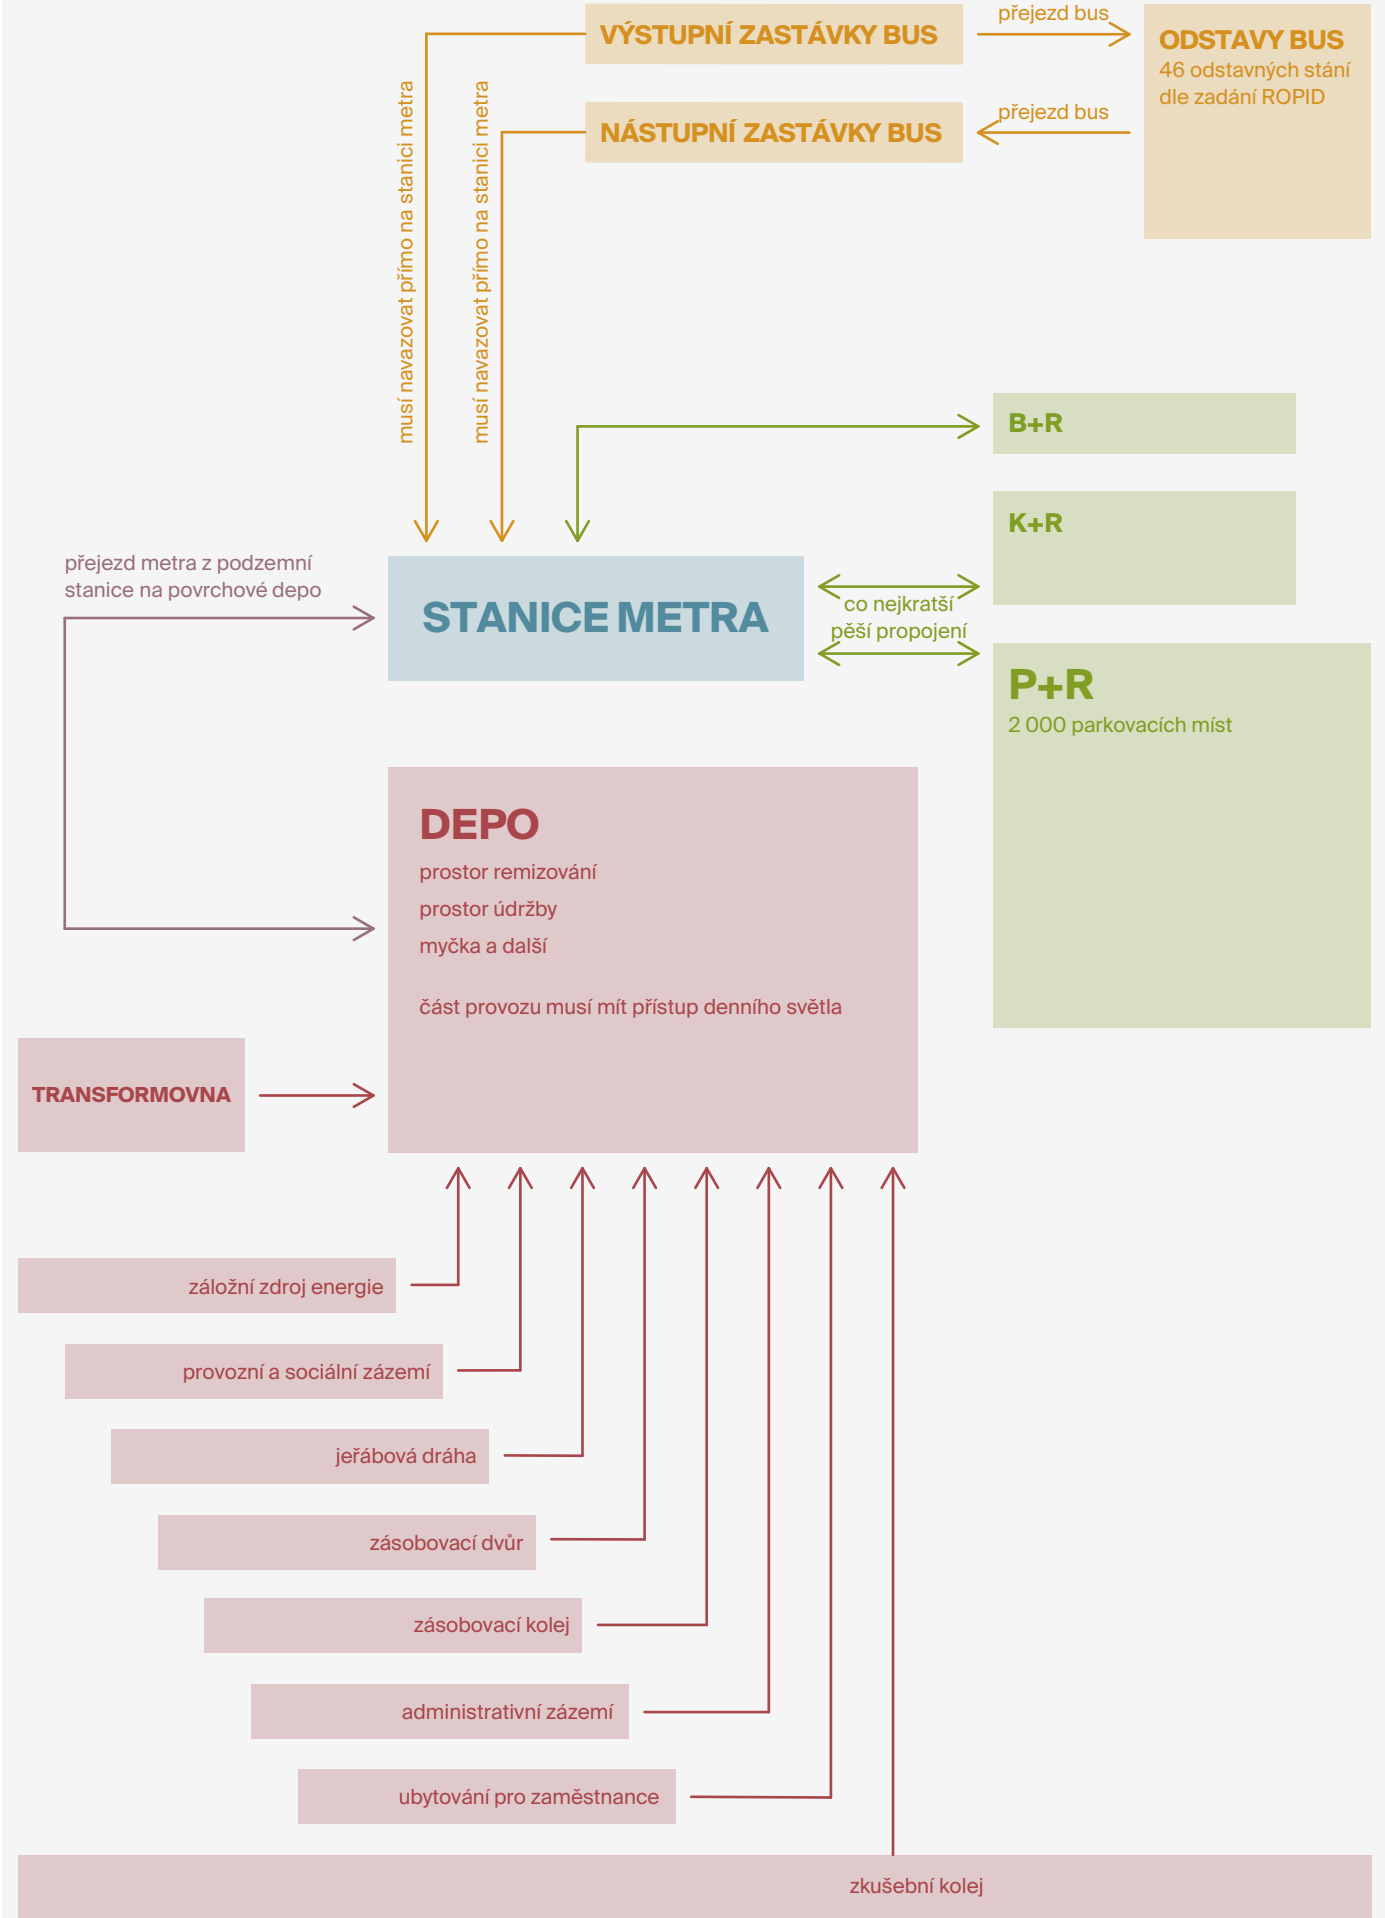 přejezd bus
VÝSTUPNÍ ZASTÁVKY BUS
ODSTAVY BUS
46 odstavných stání
dle zadání ROPID
přejezd bus
NÁSTUPNÍ ZASTÁVKY BUS
musí navazovat přímo na stanici metra
musí navazovat přímo na stanici metra
B+R
K+R
přejezd metra z podzemní
stanice na povrchové depo
STANICE METRA
co nejkratší
pěší propojení
P+R
2 000 parkovacích míst
DEPO
prostor remizování
prostor údržby
myčka a další
část provozu musí mít přístup denního světla
TRANSFORMOVNA
záložní zdroj energie
provozní a sociální zázemí
jeřábová dráha
zásobovací dvůr
zásobovací kolej
administrativní zázemí
ubytování pro zaměstnance
zkušební kolej